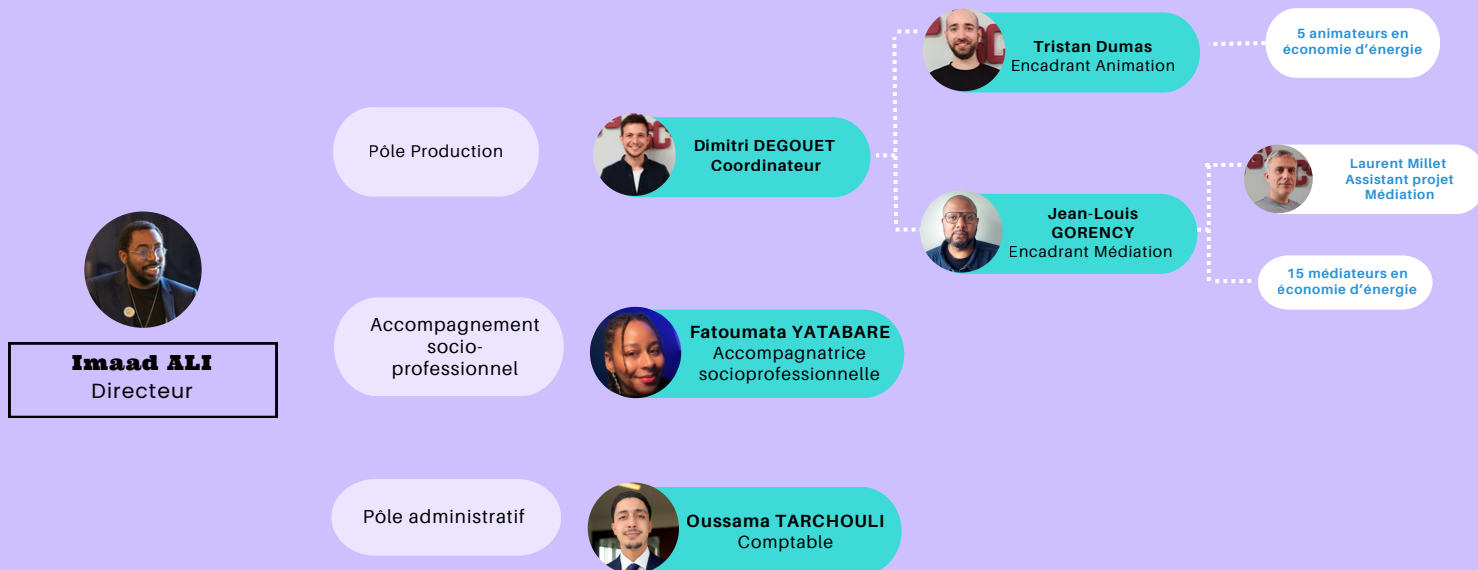 Imaad ALI
Directeur
Pôle Production
Dimitri DEGOUET
Coordinateur
Tristan Dumas
Encadrant Animation
5 animateurs en
économie d'énergie
Jean-Louis
GORENCY
Encadrant Médiation
Laurent Millet
Assistant projet
Médiation
15 médiateurs en
économie d'énergie
Accompagnement
socio-
professionnel
Fatoumata YATABARE
Accompagnatrice
socioprofessionnelle
Pôle administratif
Oussama TARCHOULI
Comptable